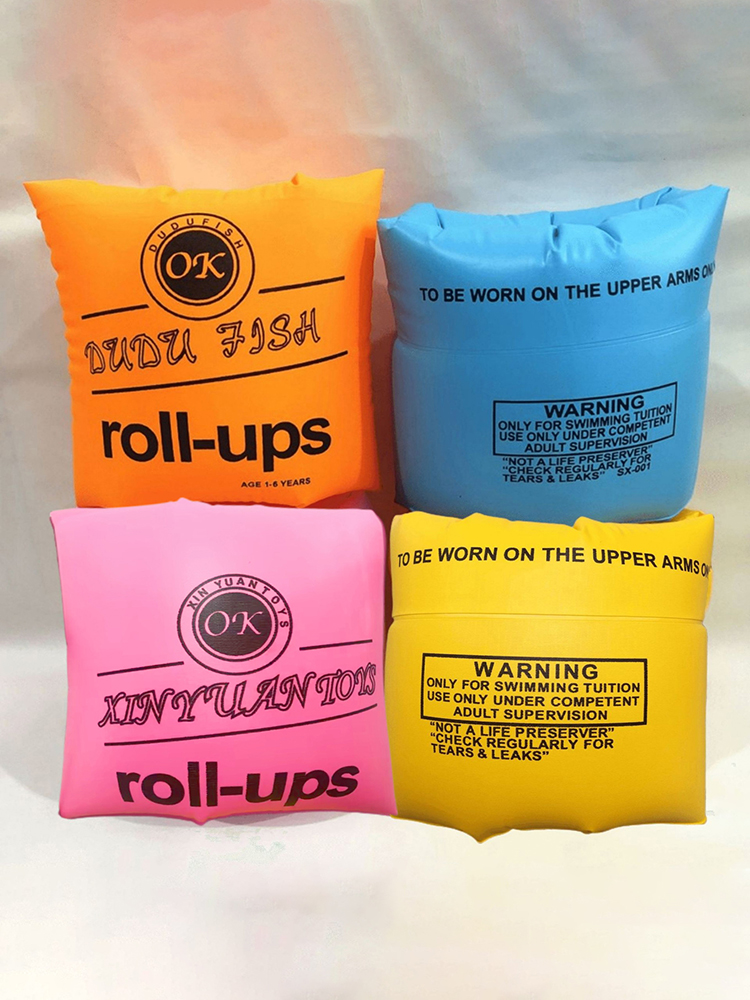 DUDUFISH
OK
DUDU FISH
roll-ups
AGE 1-6 YEARS
TO BE WORN ON THE UPPER ARMS ONL
WARNING
ONLY FOR SWIMMING TUITION
USE ONLY UNDER COMPETENT
ADULT SUPERVISION
"NOT A LIFE PRESERVER"
"CHECK REGULARLY FOR
TEARS & LEAKS" SX-001
XIN YUANTOYS
OK
XINYUAN TOYS
roll-ups
TO BE WORN ON THE UPPER ARMS ON
WARNING
ONLY FOR SWIMMING TUITION
USE ONLY UNDER COMPETENT
ADULT SUPERVISION
"NOT A LIFE PRESERVER"
"CHECK REGULARLY FOR
TEARS & LEAKS"